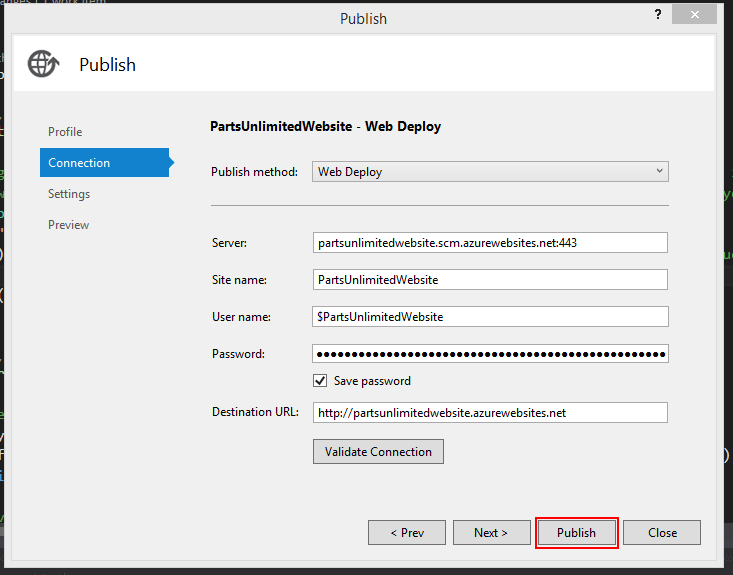 Publish
?
Publish
Profile
Connection
Settings
Preview
PartsUnlimitedWebsite - Web Deploy
Publish method: Web Deploy
Server: partsunlimitedwebsite.scm.azurewebsites.net:443
Site name: PartsUnlimitedWebsite
User name: $PartsUnlimitedWebsite
Password:
Save password
Destination URL: http://partsunlimitedwebsite.azurewebsites.net
Validate Connection
< Prev Next > Publish Close